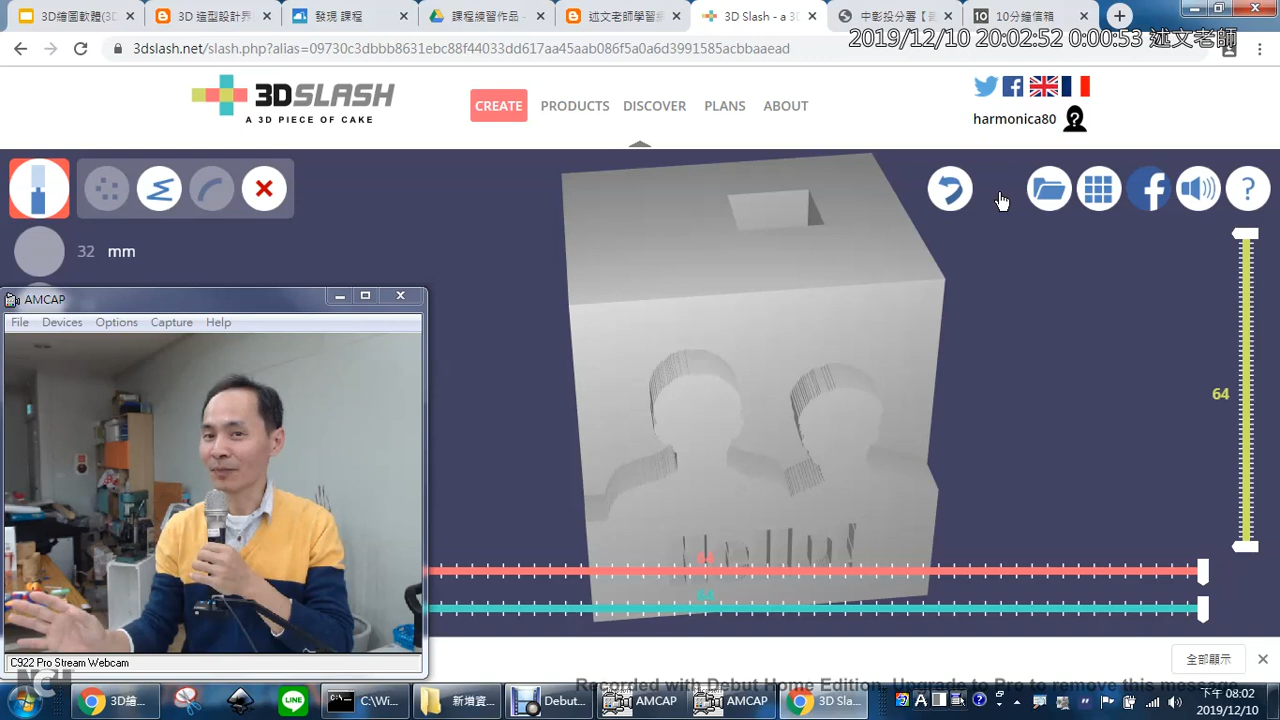 3D繪圖軟體(3D
3D 造型設計界
發現 課程
課程練習作品 -
述文老師學習網
3D Slash - a 3D
中彰投分署【
10分鐘信箱
3dslash.net/slash.php?alias=09730c3dbbb8631ebc8f44033dd617aa45aab086f5a0a6d3991585acbbaaead
2019/12/10 20:02:52 0:00:53 述文老師
3DSLASH
A 3D PIECE OF CAKE
CREATE
PRODUCTS
DISCOVER
PLANS
ABOUT
harmonica80
32 mm
64
AMCAP
File Devices Options Capture Help
C922 Pro Stream Webcam
全部顯示
Recorded with Debut Home Edition. Upgrade to Pro to remove this message
NCH
3D繪
LINE
C:\Wi...
新增資...
Debut...
AMCAP
AMCAP
3D Sla...
下午 08:02
2019/12/10